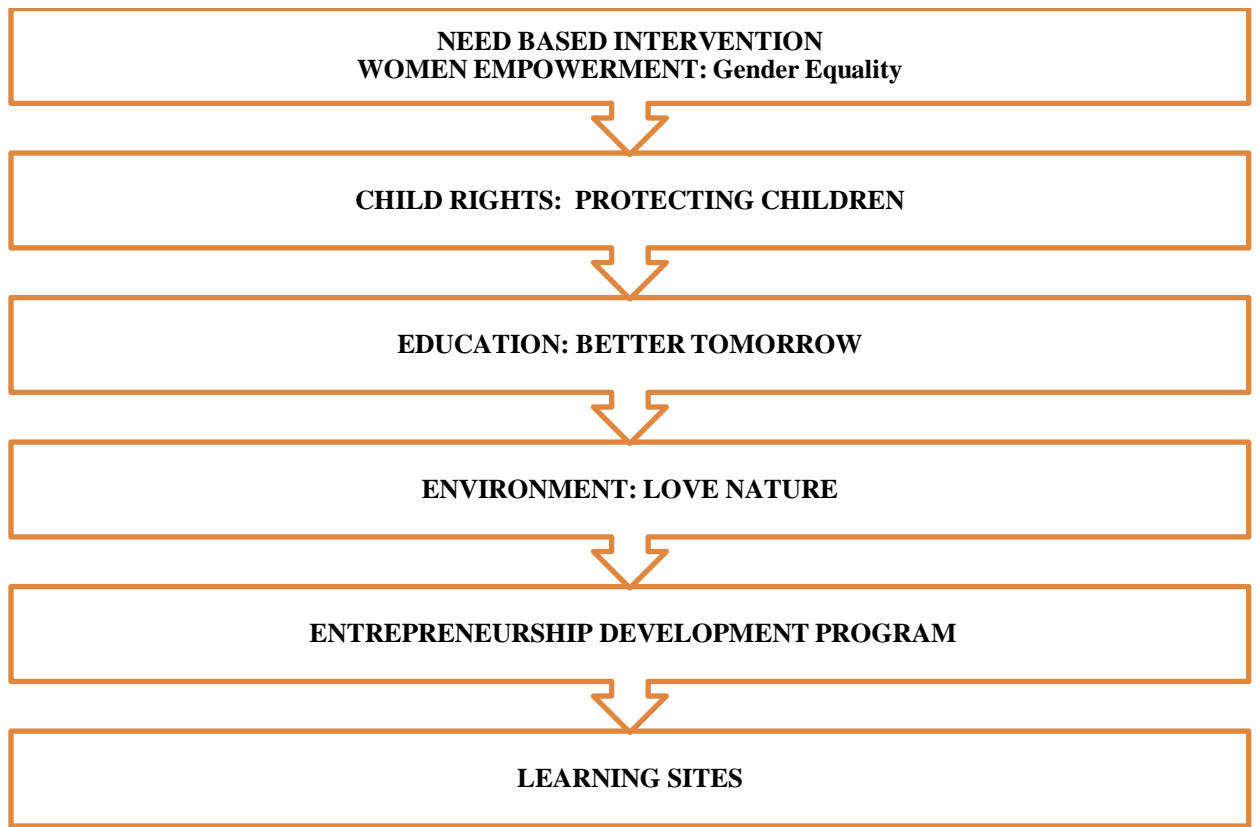 NEED BASED INTERVENTION
WOMEN EMPOWERMENT: Gender Equality
CHILD RIGHTS:  PROTECTING CHILDREN
EDUCATION: BETTER TOMORROW
ENVIRONMENT: LOVE NATURE
ENTREPRENEURSHIP DEVELOPMENT PROGRAM
LEARNING SITES